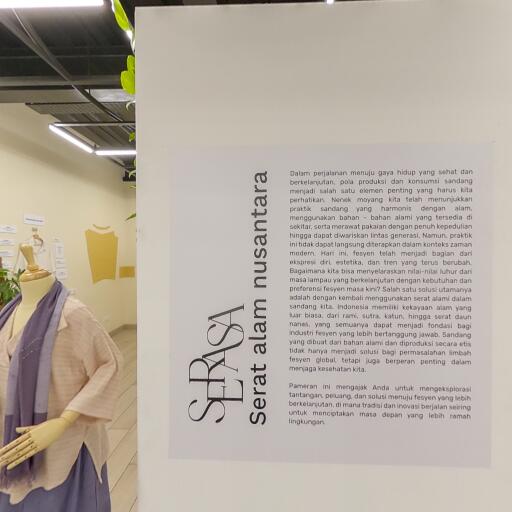 SERASA
Serat alam nusantara
Dalam perjalanan menuju gaya hidup yang sehat dan
berkelanjutan, pola produksi dan konsumsi sandang
menjadi salah satu elemen penting yang harus kita
perhatikan. Nenek moyang kita telah menunjukkan
praktik sandang yang harmonis dengan alam,
menggunakan bahan - bahan alami yang tersedia di
sekitar, serta merawat pakaian dengan penuh kepedulian
hingga dapat diwariskan lintas generasi. Namun, praktik
ini tidak dapat langsung diterapkan dalam konteks zaman
modern. Hari ini, fesyen telah menjadi bagian dari
ekspresi diri, estetika, dan tren yang terus berubah.
Bagaimana kita bisa menyelaraskan nilai-nilai luhur dari
masa lampau yang berkelanjutan dengan kebutuhan dan
preferensi fesyen masa kini? Salah satu solusi utamanya
adalah dengan kembali menggunakan serat alami dalam
sandang kita. Indonesia memiliki kekayaan alam yang
luar biasa, dari rami, sutra, katun, hingga serat daun
nanas, yang semuanya dapat menjadi fondasi bagi
industri fesyen yang lebih bertanggung jawab. Sandang
yang dibuat dari bahan alami dan diproduksi secara etis
tidak hanya menjadi solusi bagi permasalahan limbah
fesyen global, tetapi juga berperan penting dalam
menjaga kesehatan kita.
Pameran ini mengajak Anda untuk mengeksplorasi
tantangan, peluang, dan solusi menuju fesyen yang lebih
berkelanjutan, di mana tradisi dan inovasi berjalan seiring
untuk menciptakan masa depan yang lebih ramah
lingkungan.